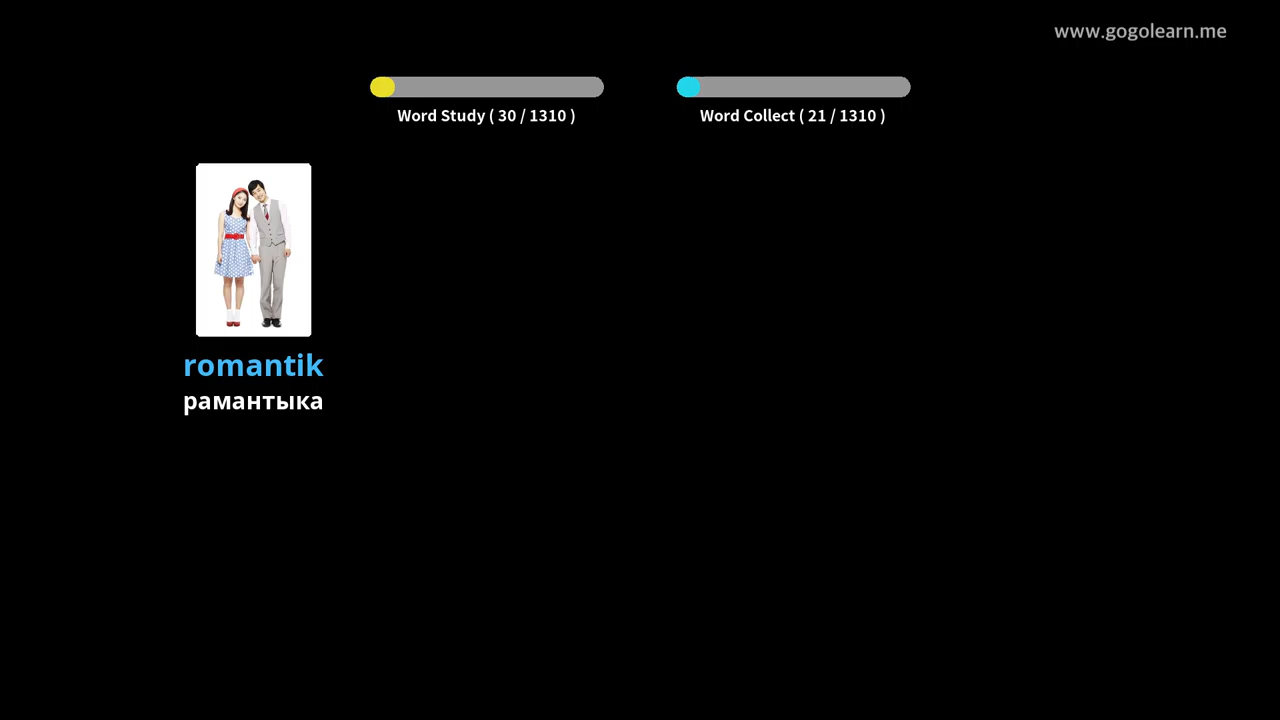 www.gogolearn.me
Word Study ( 30 / 1310 )
Word Collect ( 21 / 1310 )
romantik
рамантыка